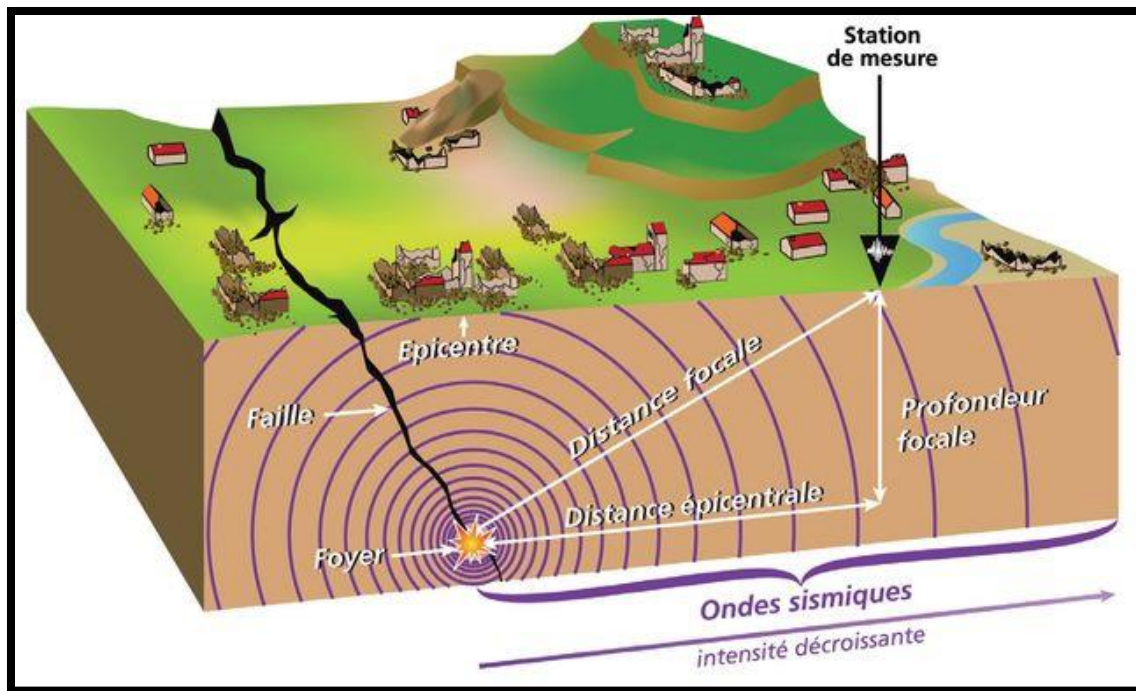 Station
de mesure
Epicentre
Faille
Distance focale
Profondeur
focale
Distance épicentrale
Foyer
Ondes sismiques
intensité décroissante